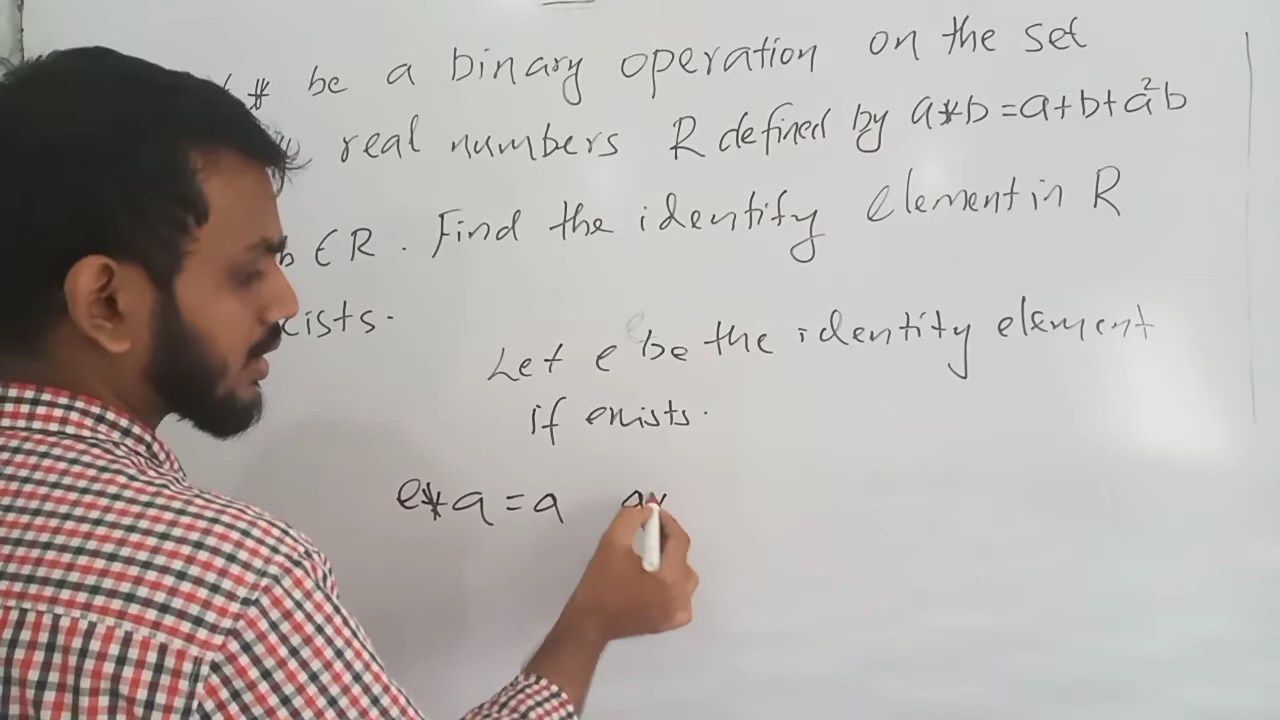 * be a binary operation on the set
real numbers R defined by a*b=a+b+a²b
b ∈ R. Find the identity element in R
xists.
Let e be the identity element
if exists.
e*a=a a*